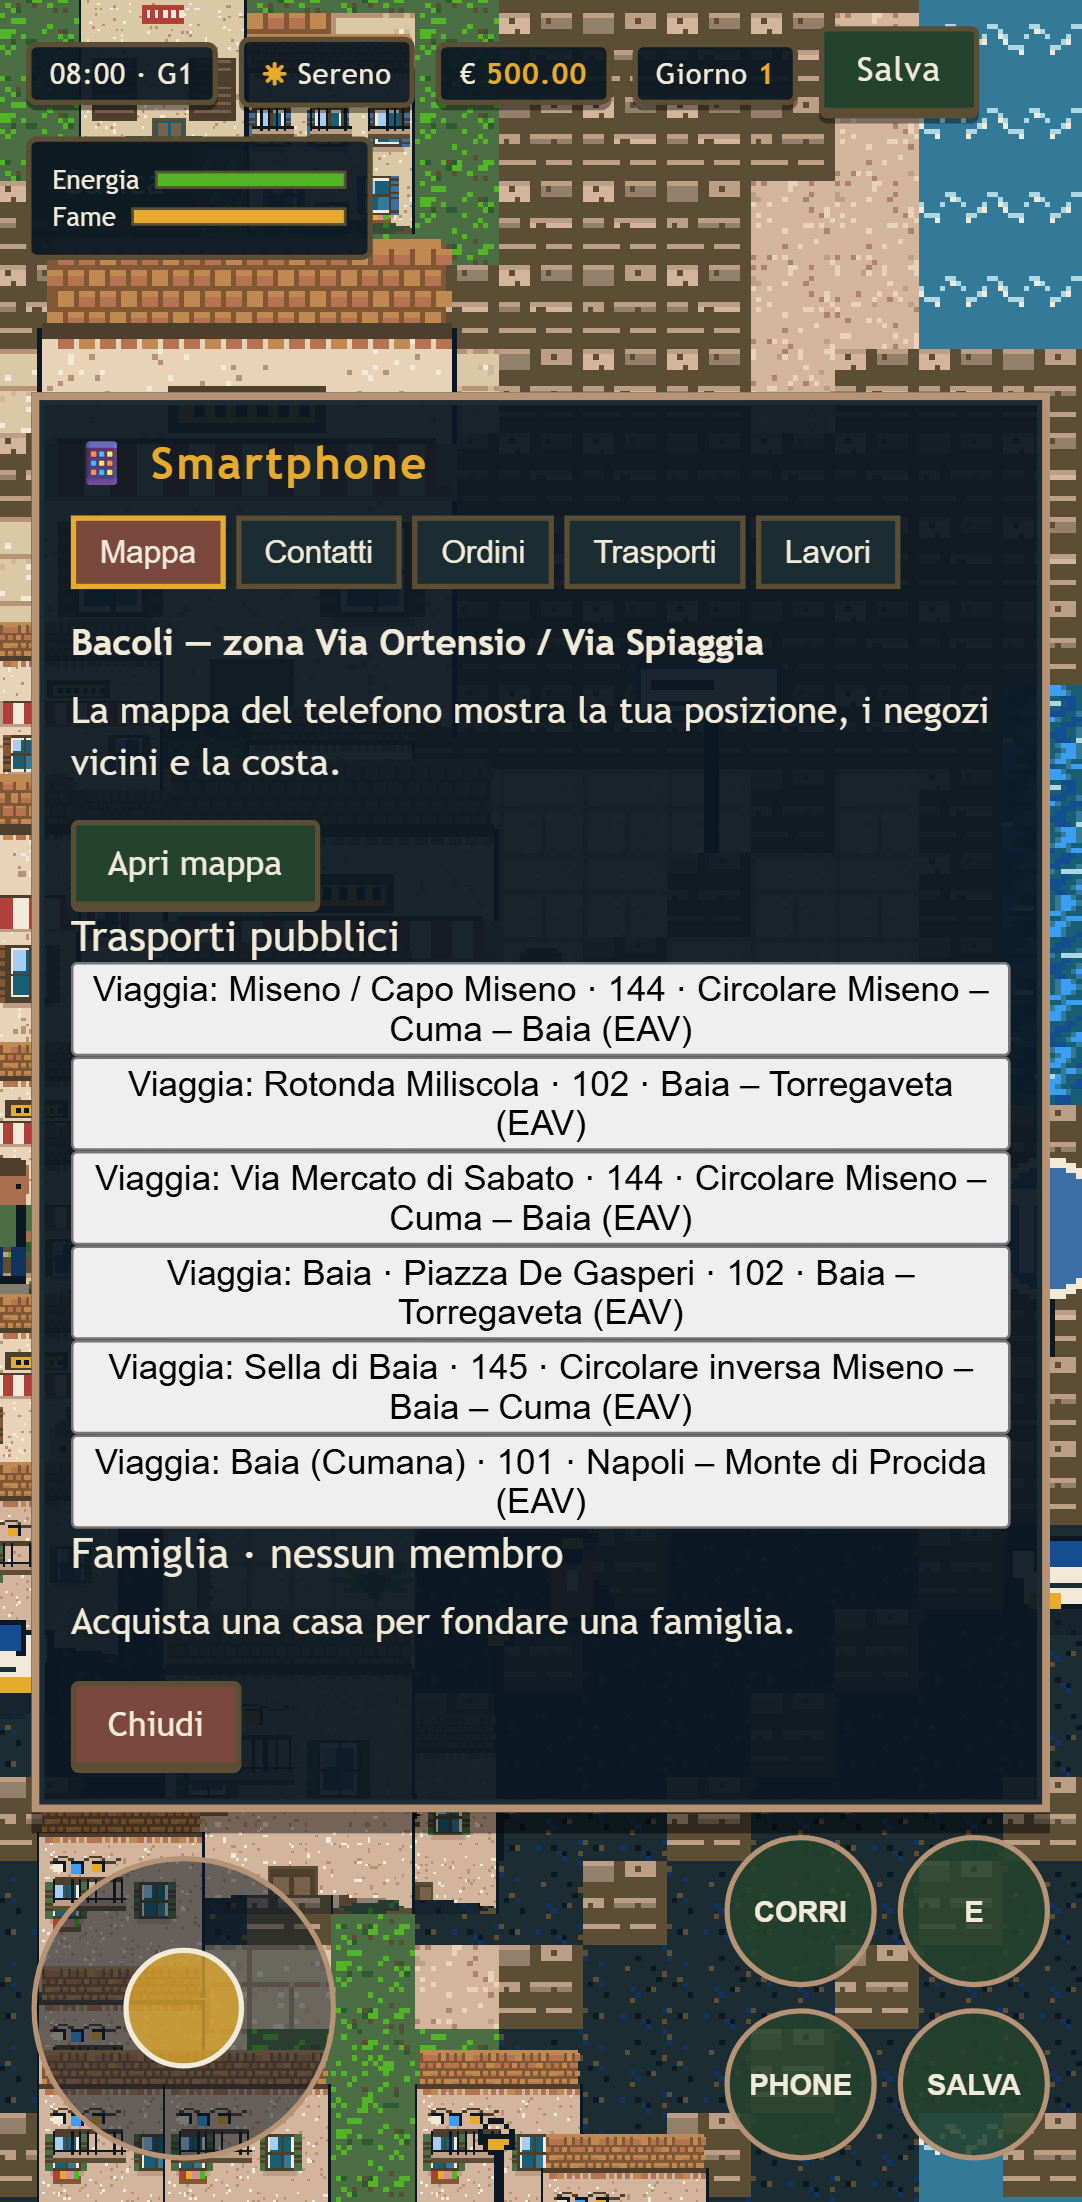 08:00 · G1
Sereno
€ 500.00
Giorno 1
Salva
Energia
Fame
Smartphone
Mappa
Contatti
Ordini
Trasporti
Lavori
Bacoli — zona Via Ortensio / Via Spiaggia
La mappa del telefono mostra la tua posizione, i negozi
vicini e la costa.
Apri mappa
Trasporti pubblici
Viaggia: Miseno / Capo Miseno · 144 · Circolare Miseno –
Cuma – Baia (EAV)
Viaggia: Rotonda Miliscola · 102 · Baia – Torregaveta
(EAV)
Viaggia: Via Mercato di Sabato · 144 · Circolare Miseno –
Cuma – Baia (EAV)
Viaggia: Baia · Piazza De Gasperi · 102 · Baia –
Torregaveta (EAV)
Viaggia: Sella di Baia · 145 · Circolare inversa Miseno –
Baia – Cuma (EAV)
Viaggia: Baia (Cumana) · 101 · Napoli – Monte di Procida
(EAV)
Famiglia · nessun membro
Acquista una casa per fondare una famiglia.
Chiudi
CORRI
E
PHONE
SALVA